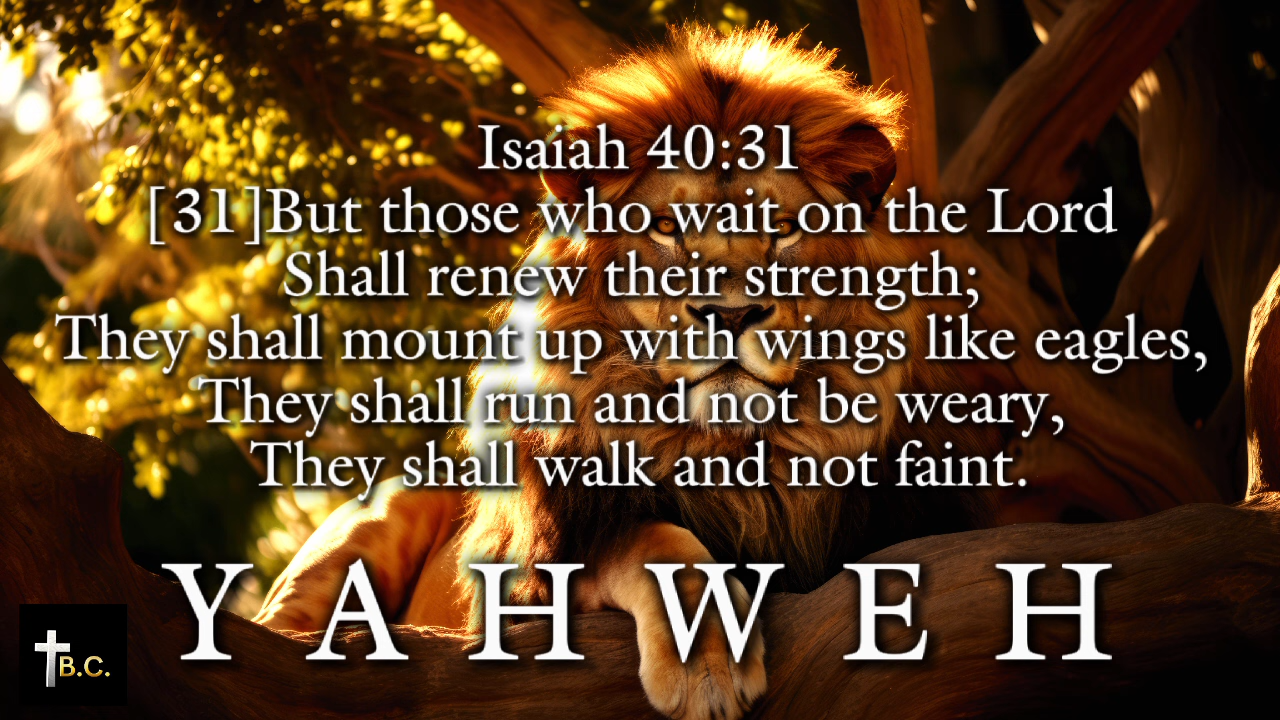 Isaiah 40:31
[31]But those who wait on the Lord
Shall renew their strength;
They shall mount up with wings like eagles,
They shall run and not be weary,
They shall walk and not faint.
YAHWEH
B.C.